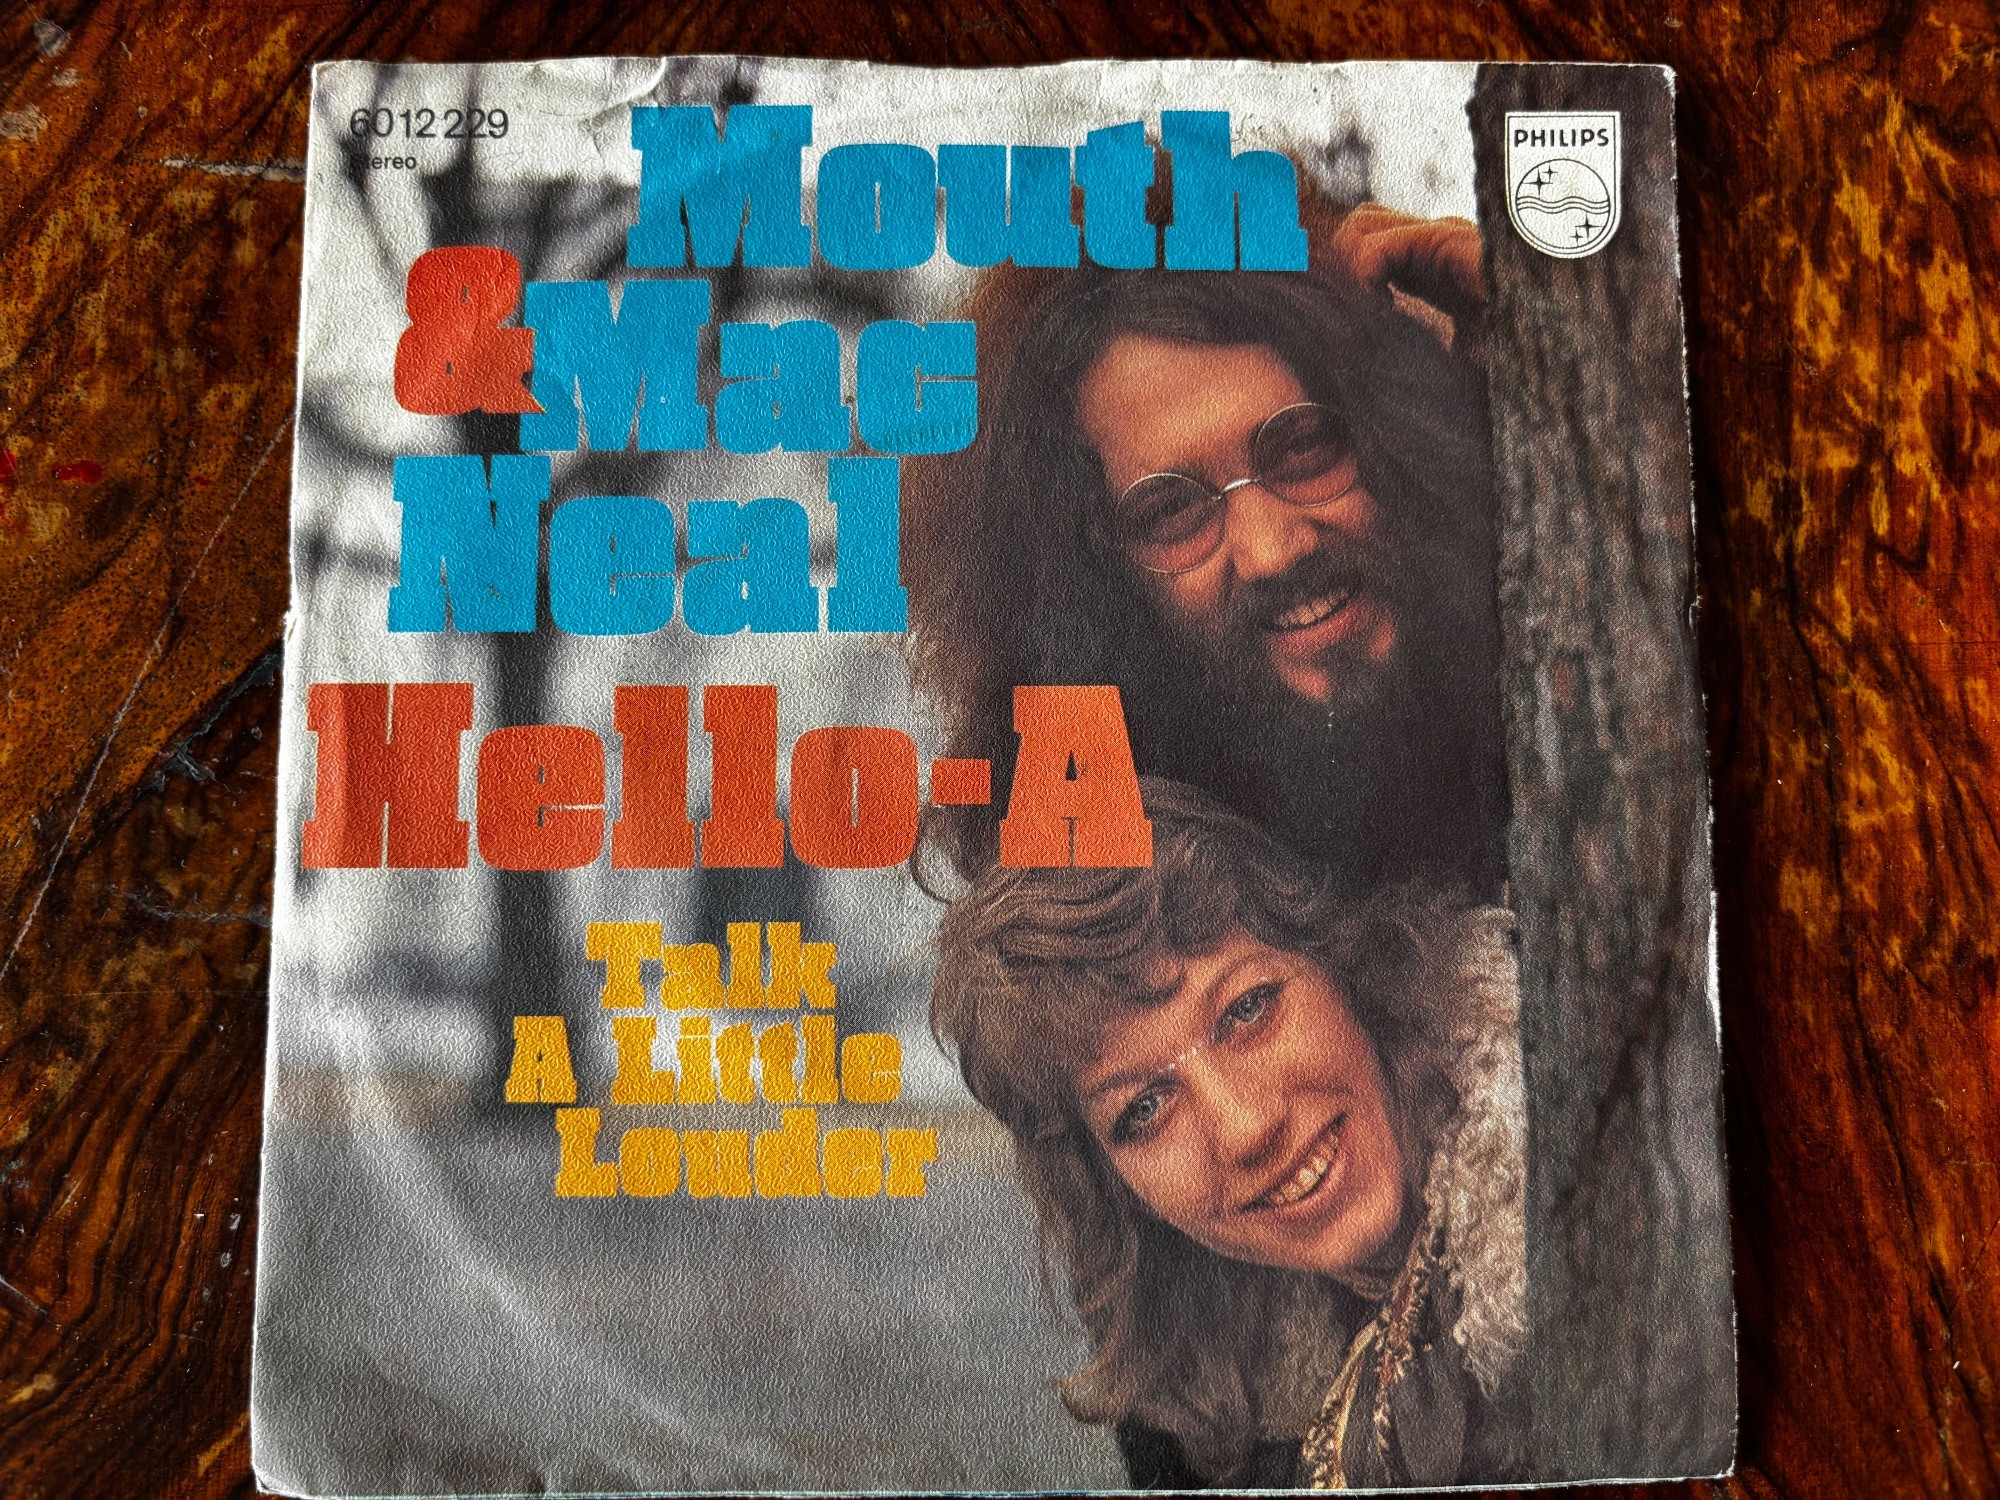 6012 229
Stereo
PHILIPS
Mouth
& Mac
Neal
Hello-A
Talk
A Little
Louder